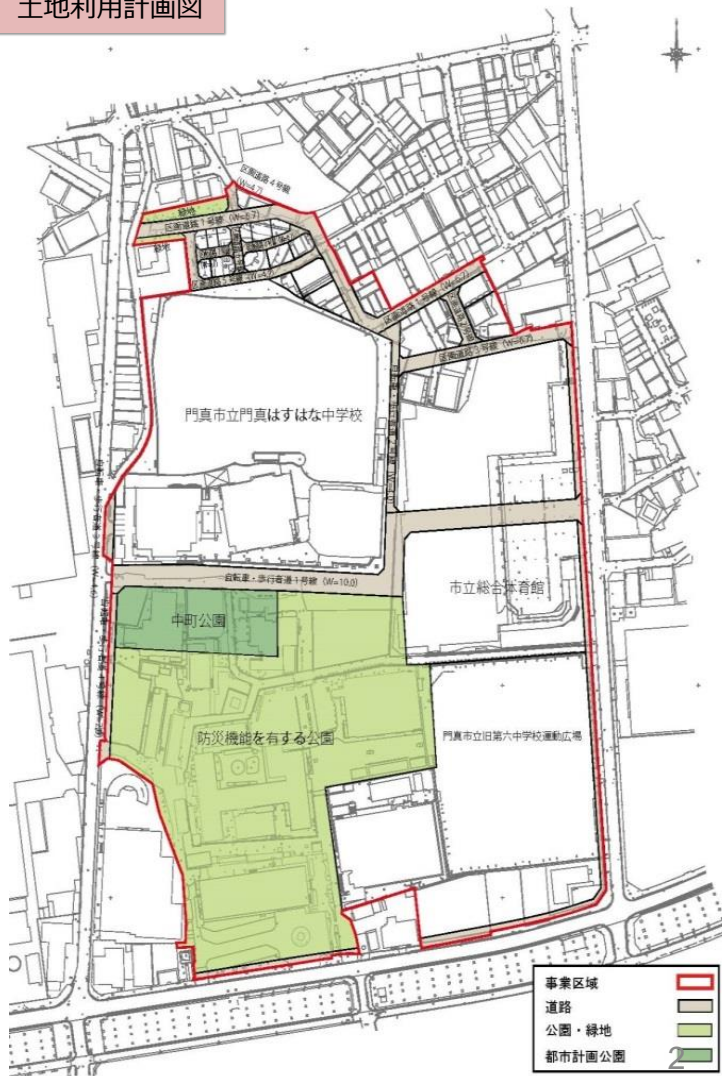 土地利用計画図
区画道路4号線
(W=4.7)
緑地
区画道路1号線 (W=6.7)
緑地
区画道路1号線 (W=6.7)
区画道路3号線 (W=6.7)
門真市立門真はすはな中学校
自転車・歩行者道1号線 (W=10.0)
市立総合体育館
中町公園
防災機能を有する公園
門真市立旧第六中学校運動広場
事業区域
道路
公園・緑地
都市計画公園
2